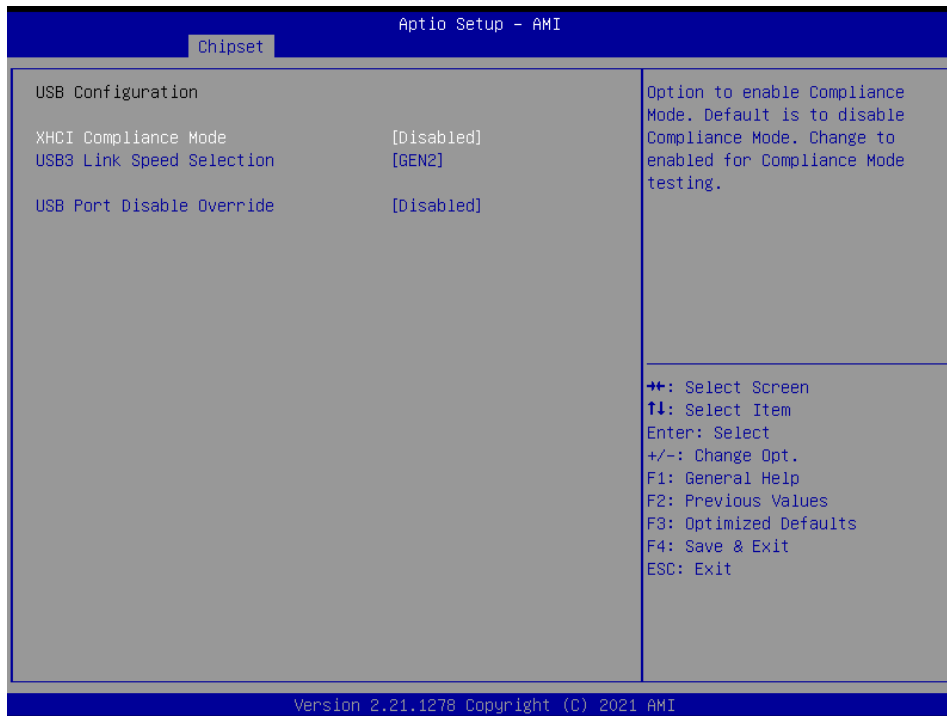 Aptio Setup – AMI
Chipset
USB Configuration
XHCI Compliance Mode [Disabled]
USB3 Link Speed Selection [GEN2]
USB Port Disable Override [Disabled]
Option to enable Compliance
Mode. Default is to disable
Compliance Mode. Change to
enabled for Compliance Mode
testing.
→←: Select Screen
↑↓: Select Item
Enter: Select
+/-: Change Opt.
F1: General Help
F2: Previous Values
F3: Optimized Defaults
F4: Save & Exit
ESC: Exit
Version 2.21.1278 Copyright (C) 2021 AMI